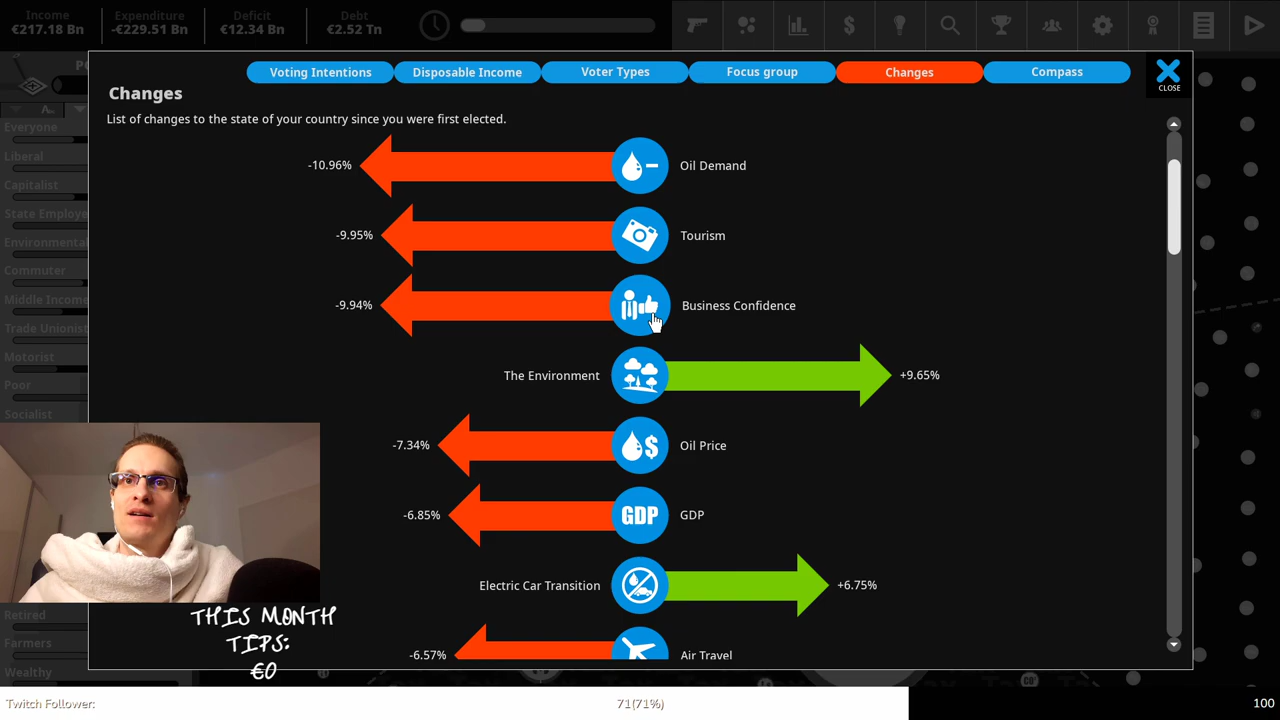 Income
€217.18 Bn
Expenditure
-€229.51 Bn
Deficit
€12.34 Bn
Debt
€2.52 Tn
Voting Intentions
Disposable Income
Voter Types
Focus group
Changes
Compass
CLOSE
Changes
List of changes to the state of your country since you were first elected.
-10.96%
Oil Demand
-9.95%
Tourism
-9.94%
Business Confidence
The Environment
+9.65%
-7.34%
Oil Price
-6.85%
GDP
GDP
Electric Car Transition
+6.75%
-6.57%
Air Travel
Everyone
Liberal
Capitalist
State Employe
Environmental
Commuter
Middle Income
Trade Unionist
Motorist
Poor
Socialist
Retired
Farmers
Wealthy
THIS MONTH
TIPS:
€0
Twitch Follower:
71(71%)
100